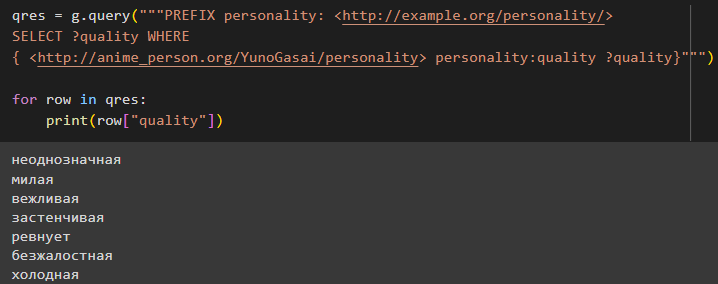 qres = g.query("""PREFIX personality: <http://example.org/personality/>
SELECT ?quality WHERE
{ <http://anime_person.org/YunoGasai/personality> personality:quality ?quality}""")
for row in qres:
    print(row["quality"])
неоднозначная
милая
вежливая
застенчивая
ревнует
безжалостная
холодная